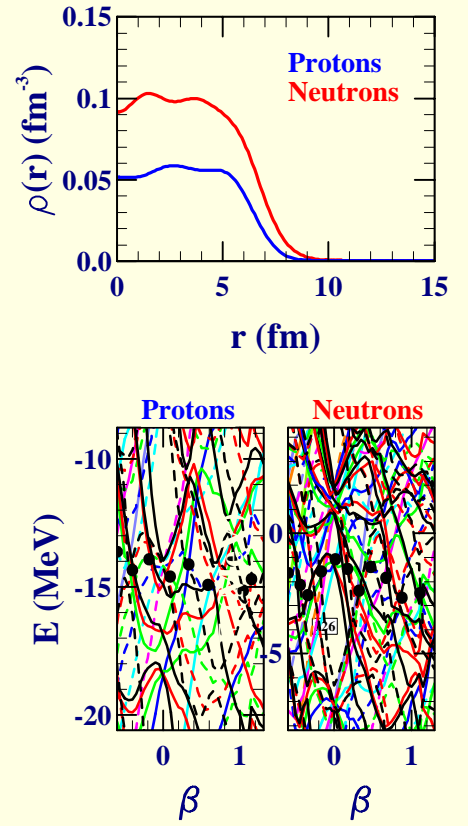 0.15
Protons
Neutrons
0.1
0.05
0.0
ρ(r) (fm⁻³)
0 5 10 15
r (fm)
Protons Neutrons
-10
-15
-20
E (MeV)
0
-5
126
0 1 0 1
β β